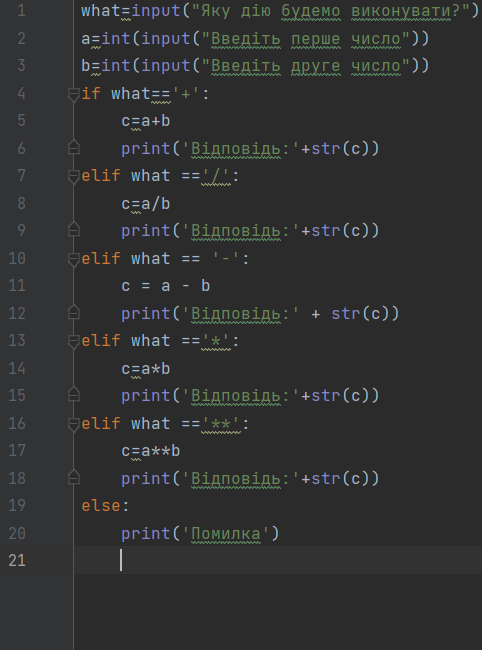 1 what=input("Яку дію будемо виконувати?")
2 a=int(input("Введіть перше число"))
3 b=int(input("Введіть друге число"))
4 if what=='+':
5     c=a+b
6     print('Відповідь:'+str(c))
7 elif what =='/':
8     c=a/b
9     print('Відповідь:'+str(c))
10 elif what == '-':
11     c = a - b
12     print('Відповідь:' + str(c))
13 elif what =='*':
14     c=a*b
15     print('Відповідь:'+str(c))
16 elif what =='**':
17     c=a**b
18     print('Відповідь:'+str(c))
19 else:
20     print('Помилка')
21